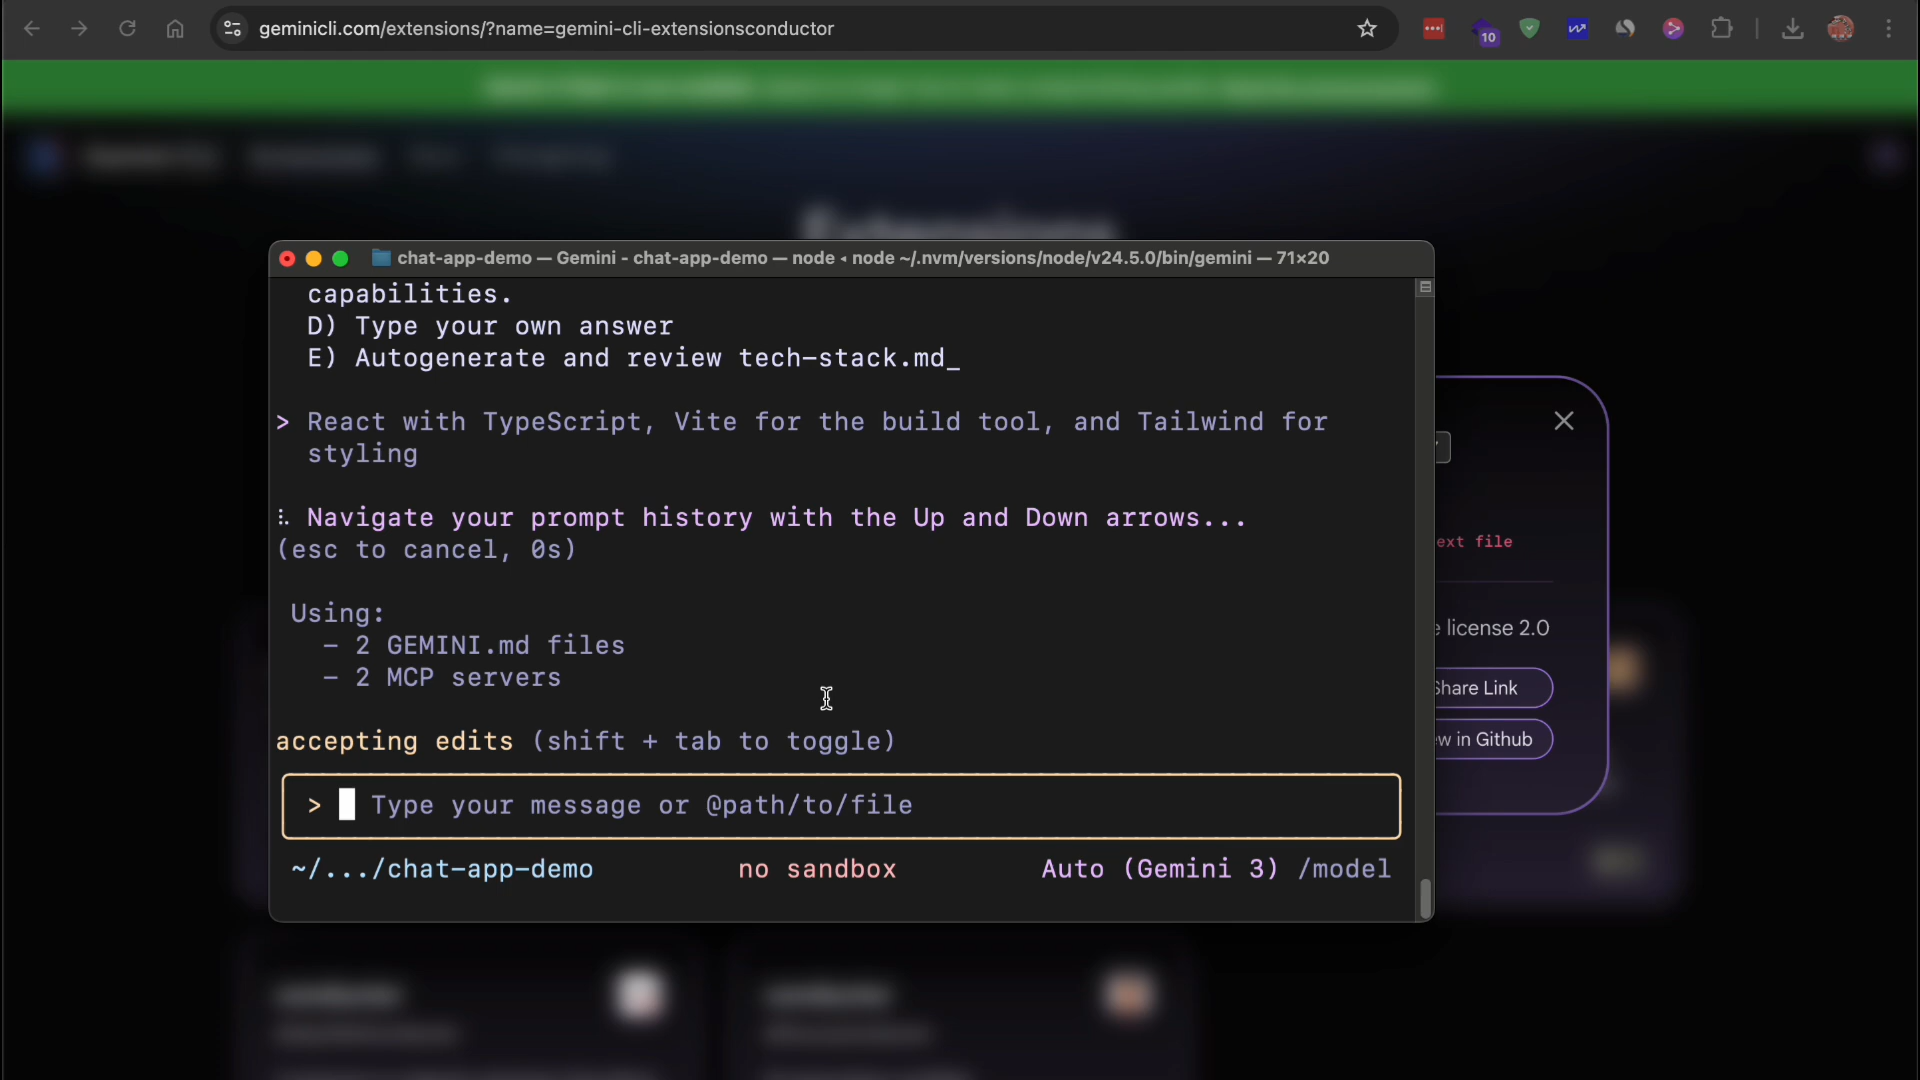 geminicli.com/extensions/?name=gemini-cli-extensionsconductor
10
Extensions
chat-app-demo — Gemini - chat-app-demo — node ◂ node ~/.nvm/versions/node/v24.5.0/bin/gemini — 71×20
capabilities.
D) Type your own answer
E) Autogenerate and review tech-stack.md_
> React with TypeScript, Vite for the build tool, and Tailwind for
styling
Navigate your prompt history with the Up and Down arrows...
(esc to cancel, 0s)
Using:
- 2 GEMINI.md files
- 2 MCP servers
accepting edits (shift + tab to toggle)
> Type your message or @path/to/file
~/.../chat-app-demo no sandbox Auto (Gemini 3) /model
ext file
license 2.0
Share Link
ew in Github